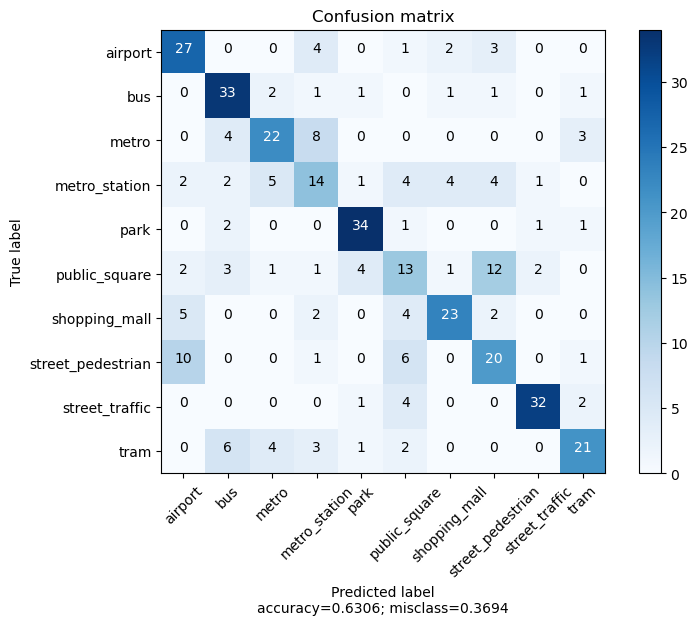 Confusion matrix
True label
airport 27 0 0 4 0 1 2 3 0 0
bus 0 33 2 1 1 0 1 1 0 1
metro 0 4 22 8 0 0 0 0 0 3
metro_station 2 2 5 14 1 4 4 4 1 0
park 0 2 0 0 34 1 0 0 1 1
public_square 2 3 1 1 4 13 1 12 2 0
shopping_mall 5 0 0 2 0 4 23 2 0 0
street_pedestrian 10 0 0 1 0 6 0 20 0 1
street_traffic 0 0 0 0 1 4 0 0 32 2
tram 0 6 4 3 1 2 0 0 0 21
airport bus metro metro_station park public_square shopping_mall street_pedestrian street_traffic tram
Predicted label
accuracy=0.6306; misclass=0.3694
30
25
20
15
10
5
0